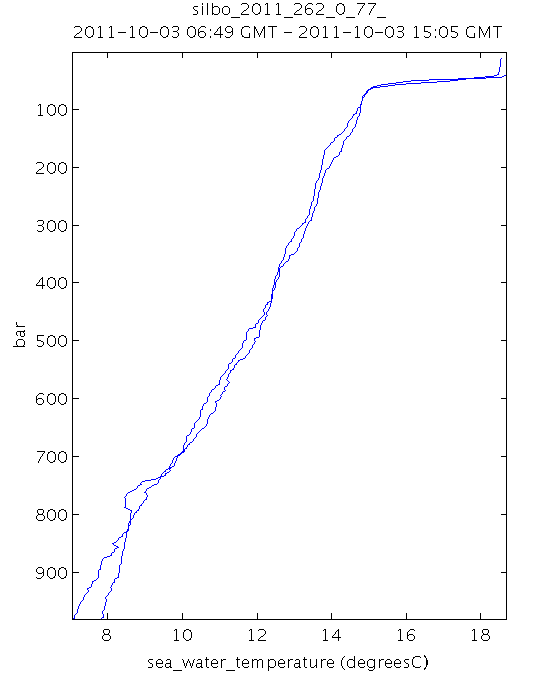 silbo_2011_262_0_77_
2011-10-03 06:49 GMT - 2011-10-03 15:05 GMT
100
200
300
400
500
600
700
800
900
bar
8 10 12 14 16 18
sea_water_temperature (degreesC)